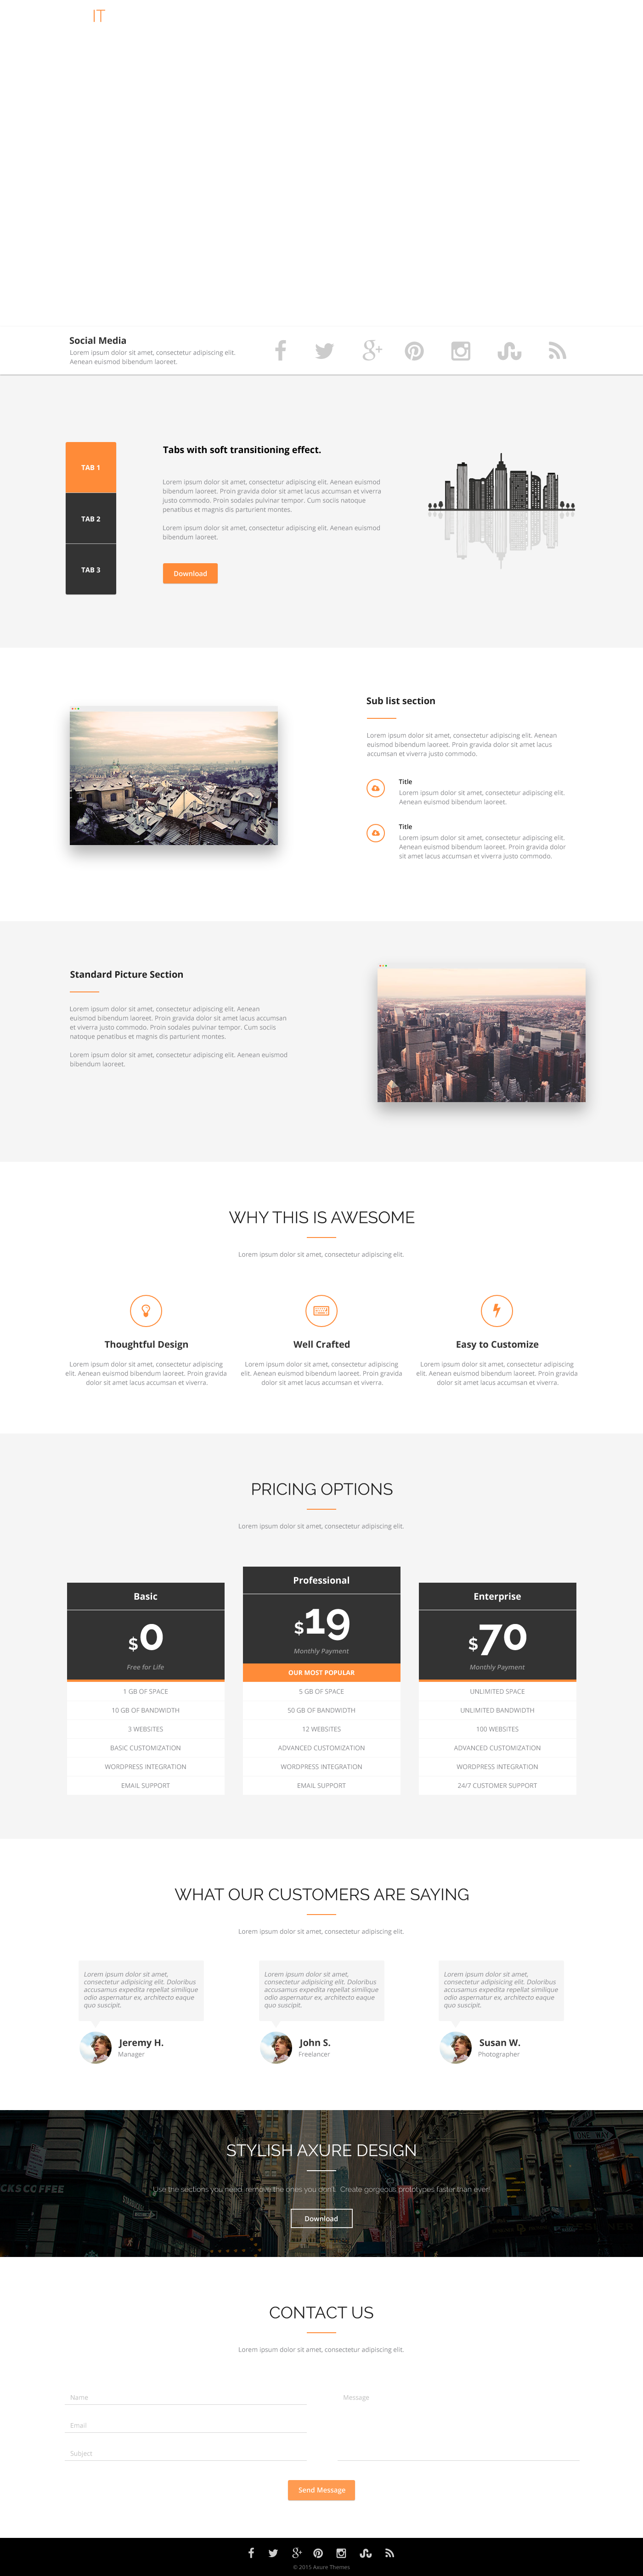 IT
Social Media
Lorem ipsum dolor sit amet, consectetur adipiscing elit.
Aenean euismod bibendum laoreet.
TAB 1
TAB 2
TAB 3
Tabs with soft transitioning effect.
Lorem ipsum dolor sit amet, consectetur adipiscing elit. Aenean euismod
bibendum laoreet. Proin gravida dolor sit amet lacus accumsan et viverra
justo commodo. Proin sodales pulvinar tempor. Cum sociis natoque
penatibus et magnis dis parturient montes.
Lorem ipsum dolor sit amet, consectetur adipiscing elit. Aenean euismod
bibendum laoreet.
Download
Sub list section
Lorem ipsum dolor sit amet, consectetur adipiscing elit. Aenean
euismod bibendum laoreet. Proin gravida dolor sit amet lacus
accumsan et viverra justo commodo.
Title
Lorem ipsum dolor sit amet, consectetur adipiscing elit.
Aenean euismod bibendum laoreet.
Title
Lorem ipsum dolor sit amet, consectetur adipiscing elit.
Aenean euismod bibendum laoreet. Proin gravida dolor
sit amet lacus accumsan et viverra justo commodo.
Standard Picture Section
Lorem ipsum dolor sit amet, consectetur adipiscing elit. Aenean
euismod bibendum laoreet. Proin gravida dolor sit amet lacus accumsan
et viverra justo commodo. Proin sodales pulvinar tempor. Cum sociis
natoque penatibus et magnis dis parturient montes.
Lorem ipsum dolor sit amet, consectetur adipiscing elit. Aenean euismod
bibendum laoreet.
WHY THIS IS AWESOME
Lorem ipsum dolor sit amet, consectetur adipiscing elit.
Thoughtful Design
Lorem ipsum dolor sit amet, consectetur adipiscing
elit. Aenean euismod bibendum laoreet. Proin gravida
dolor sit amet lacus accumsan et viverra.
Well Crafted
Lorem ipsum dolor sit amet, consectetur adipiscing
elit. Aenean euismod bibendum laoreet. Proin gravida
dolor sit amet lacus accumsan et viverra.
Easy to Customize
Lorem ipsum dolor sit amet, consectetur adipiscing
elit. Aenean euismod bibendum laoreet. Proin gravida
dolor sit amet lacus accumsan et viverra.
PRICING OPTIONS
Lorem ipsum dolor sit amet, consectetur adipiscing elit.
Basic
$0
Free for Life
1 GB OF SPACE
10 GB OF BANDWIDTH
3 WEBSITES
BASIC CUSTOMIZATION
WORDPRESS INTEGRATION
EMAIL SUPPORT
Professional
$19
Monthly Payment
OUR MOST POPULAR
5 GB OF SPACE
50 GB OF BANDWIDTH
12 WEBSITES
ADVANCED CUSTOMIZATION
WORDPRESS INTEGRATION
EMAIL SUPPORT
Enterprise
$70
Monthly Payment
UNLIMITED SPACE
UNLIMITED BANDWIDTH
100 WEBSITES
ADVANCED CUSTOMIZATION
WORDPRESS INTEGRATION
24/7 CUSTOMER SUPPORT
WHAT OUR CUSTOMERS ARE SAYING
Lorem ipsum dolor sit amet, consectetur adipiscing elit.
Lorem ipsum dolor sit amet,
consectetur adipisicing elit. Doloribus
accusamus expedita repellat similique
odio aspernatur ex, architecto eaque
quo suscipit.
Jeremy H.
Manager
Lorem ipsum dolor sit amet,
consectetur adipisicing elit. Doloribus
accusamus expedita repellat similique
odio aspernatur ex, architecto eaque
quo suscipit.
John S.
Freelancer
Lorem ipsum dolor sit amet,
consectetur adipisicing elit. Doloribus
accusamus expedita repellat similique
odio aspernatur ex, architecto eaque
quo suscipit.
Susan W.
Photographer
STYLISH AXURE DESIGN
Use the sections you need, remove the ones you don't. Create gorgeous prototypes faster than ever.
CKS COFFEE
Download
CONTACT US
Lorem ipsum dolor sit amet, consectetur adipiscing elit.
Name
Email
Subject
Message
Send Message
© 2015 Axure Themes